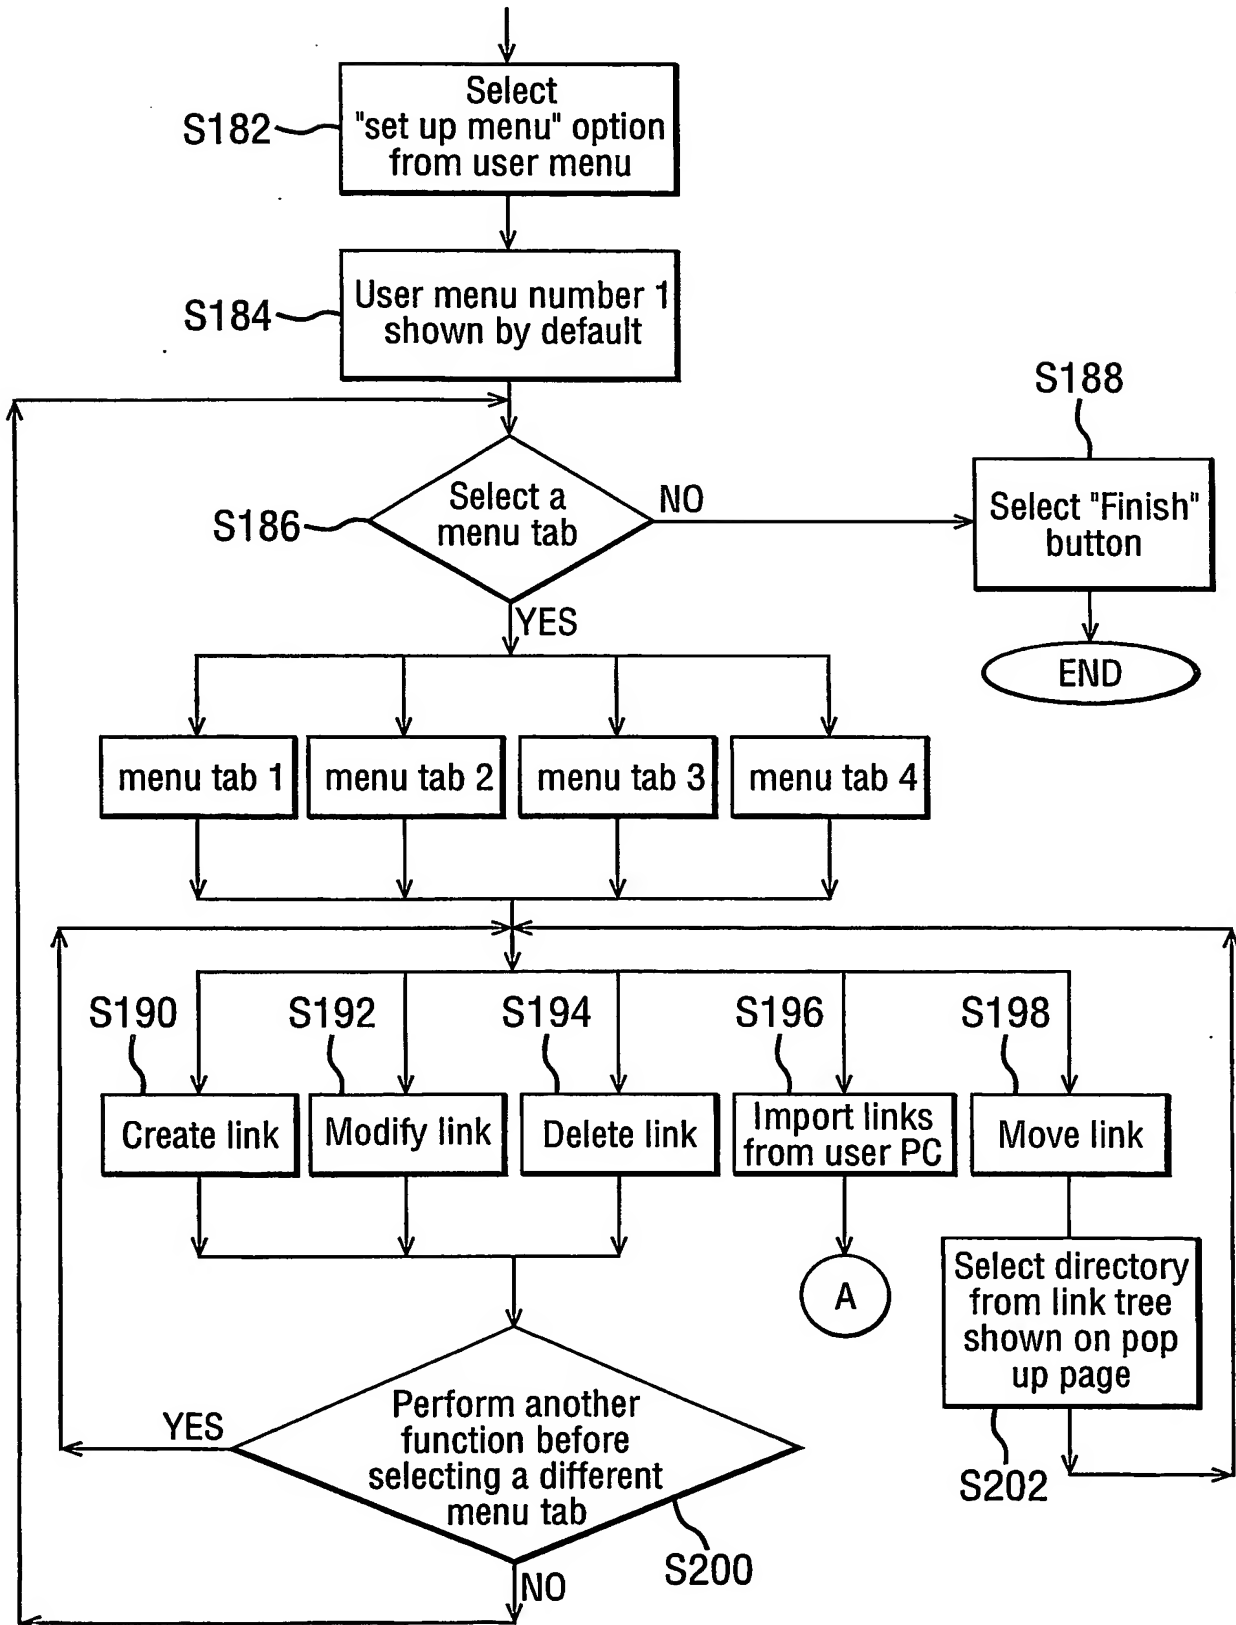 Select
"set up menu" option
from user menu
S182
User menu number 1
shown by default
S184
S188
Select a
menu tab
S186
NO
Select "Finish"
button
YES
END
menu tab 1
menu tab 2
menu tab 3
menu tab 4
S190
S192
S194
S196
S198
Create link
Modify link
Delete link
Import links
from user PC
Move link
A
Select directory
from link tree
shown on pop
up page
Perform another
function before
selecting a different
menu tab
YES
S202
S200
NO